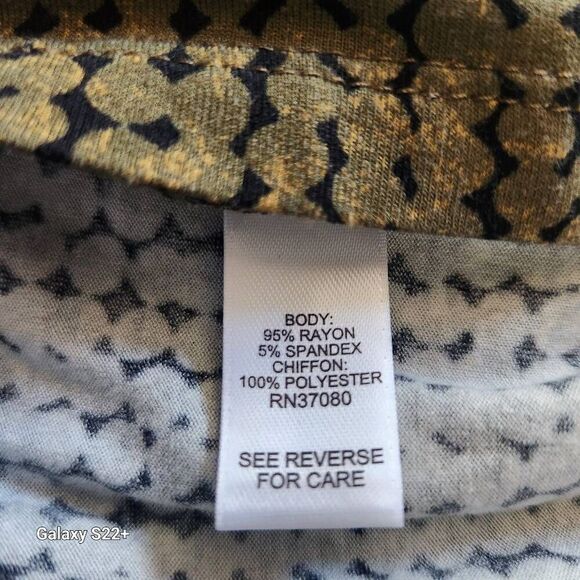 BODY:
95% RAYON
5% SPANDEX
CHIFFON:
100% POLYESTER
RN37080
SEE REVERSE
FOR CARE
Galaxy S22+